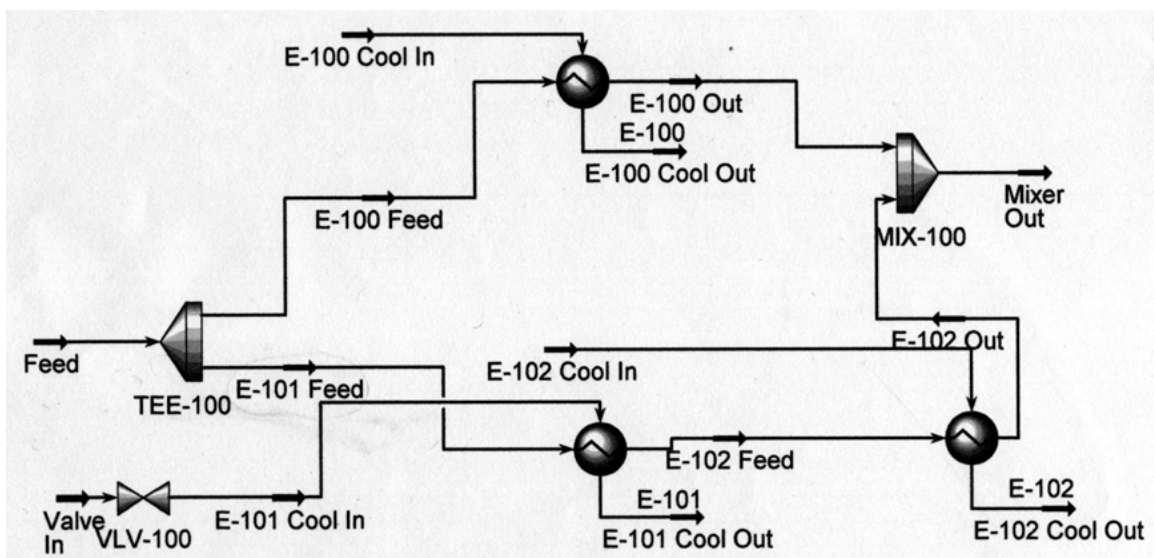 E-100 Cool In
E-100 Out
E-100
E-100 Cool Out
E-100 Feed
Mixer
Out
MIX-100
Feed
TEE-100
E-101 Feed
E-102 Cool In
E-102 Out
E-102 Feed
Valve
In
VLV-100
E-101 Cool In
E-101
E-101 Cool Out
E-102
E-102 Cool Out